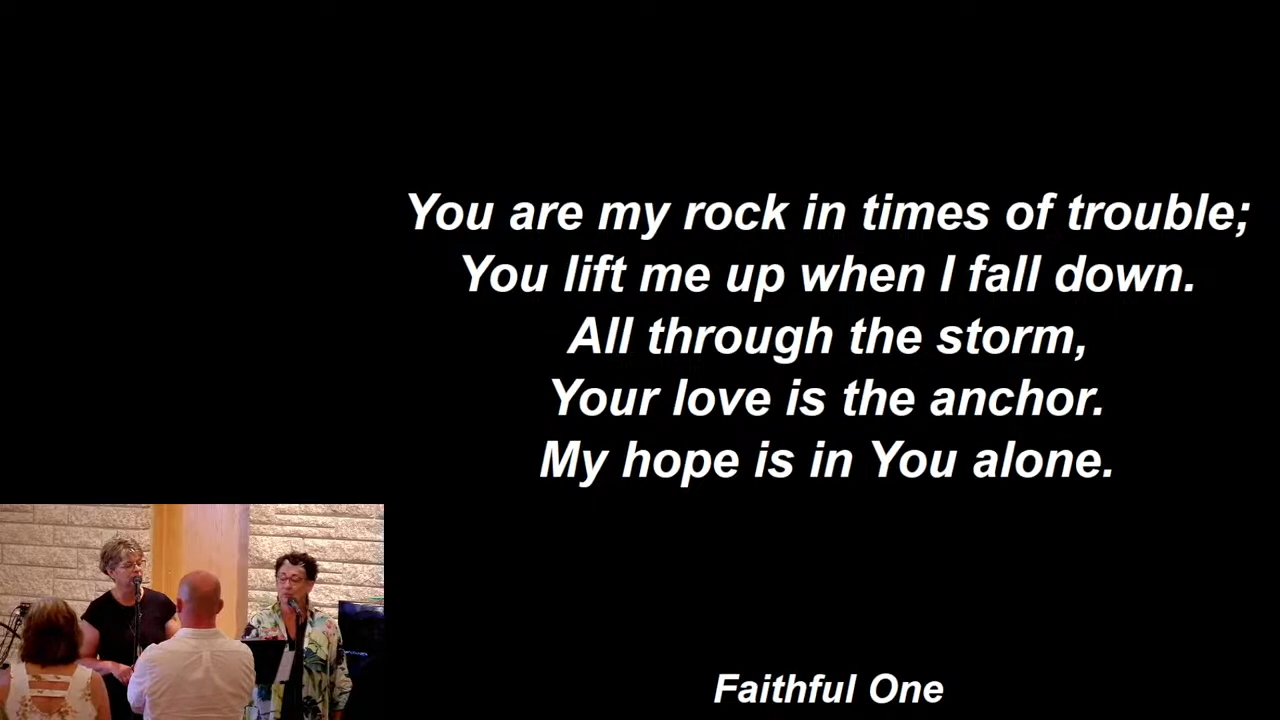 You are my rock in times of trouble;
You lift me up when I fall down.
All through the storm,
Your love is the anchor.
My hope is in You alone.
Faithful One